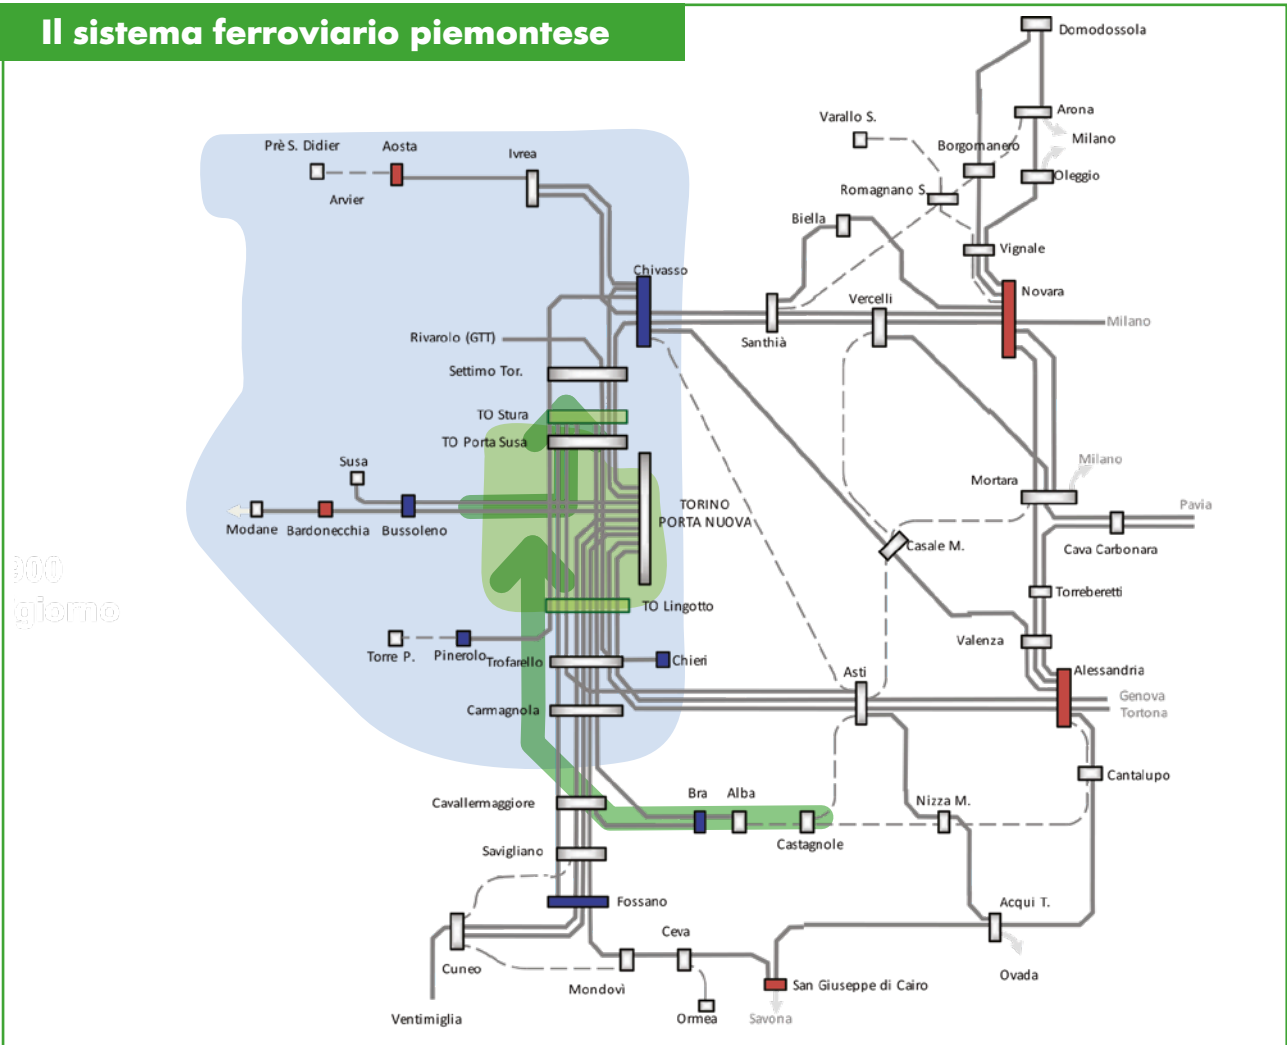 Il sistema ferroviario piemontese
Domodossola
Varallo S.
Arona
Milano
Borgomanero
Oleggio
Romagnano S.
Prè S. Didier
Aosta
Ivrea
Arvier
Biella
Vignale
Chivasso
Novara
Vercelli
Milano
Rivarolo (GTT)
Santhià
Settimo Tor.
TO Stura
TO Porta Susa
Susa
Milano
Mortara
TORINO
PORTA NUOVA
Pavia
Modane
Bardonecchia
Bussoleno
Casale M.
Cava Carbonara
900
giorno
TO Lingotto
Torreberetti
Valenza
Torre P.
Pinerolo
Trofarello
Chieri
Asti
Alessandria
Genova
Tortona
Carmagnola
Cantalupo
Cavallermaggiore
Bra
Alba
Nizza M.
Castagnole
Savigliano
Fossano
Acqui T.
Ceva
Cuneo
Mondovì
Ovada
San Giuseppe di Cairo
Ventimiglia
Ormea
Savona